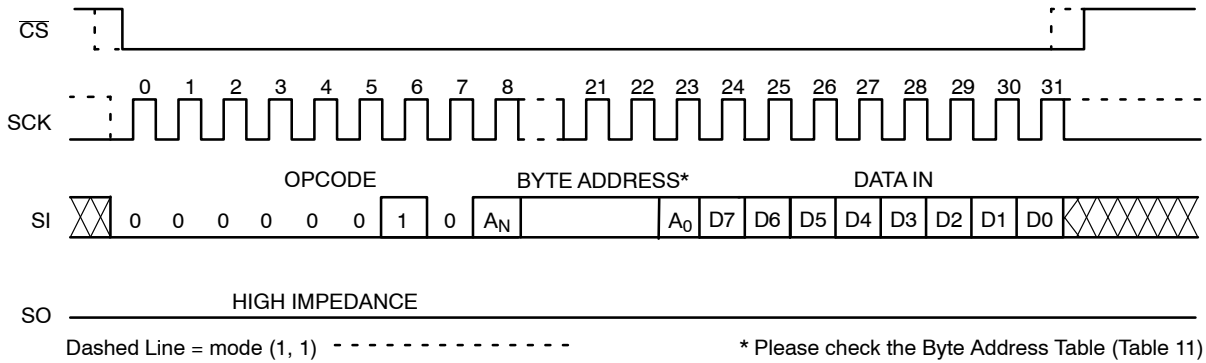 CS
0 1 2 3 4 5 6 7 8 21 22 23 24 25 26 27 28 29 30 31
SCK
OPCODE BYTE ADDRESS* DATA IN
SI 0 0 0 0 0 0 1 0 AN A0 D7 D6 D5 D4 D3 D2 D1 D0
HIGH IMPEDANCE
SO
Dashed Line = mode (1, 1) * Please check the Byte Address Table (Table 11)